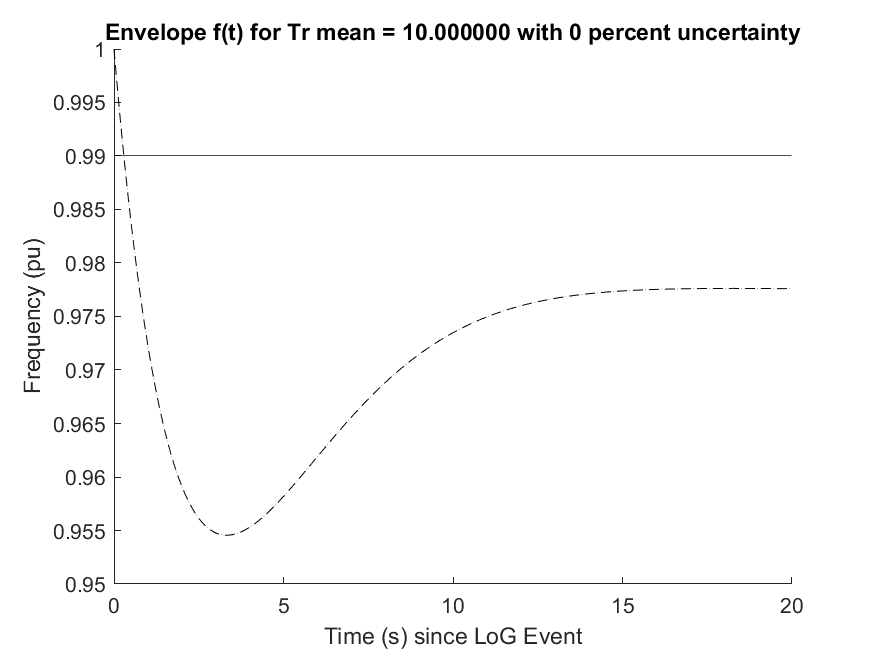 Envelope f(t) for Tr mean = 10.000000 with 0 percent uncertainty
1
0.995
0.99
0.985
0.98
0.975
0.97
0.965
0.96
0.955
0.95
Frequency (pu)
0 5 10 15 20
Time (s) since LoG Event